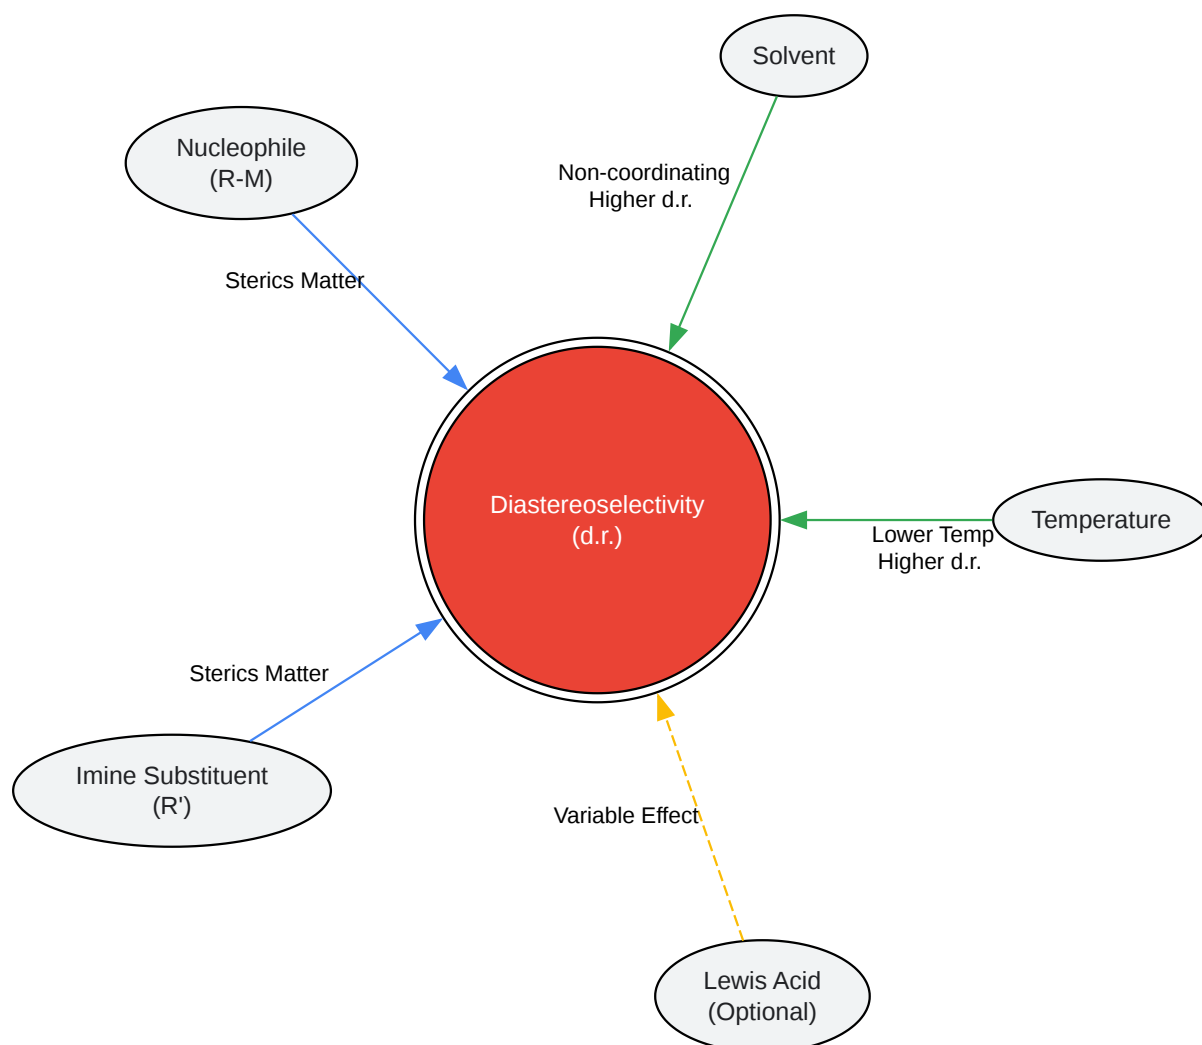 Solvent
Nucleophile
(R-M)
Non-coordinating
Higher d.r.
Sterics Matter
Diastereoselectivity
(d.r.)
Temperature
Lower Temp
Higher d.r.
Sterics Matter
Imine Substituent
(R')
Variable Effect
Lewis Acid
(Optional)